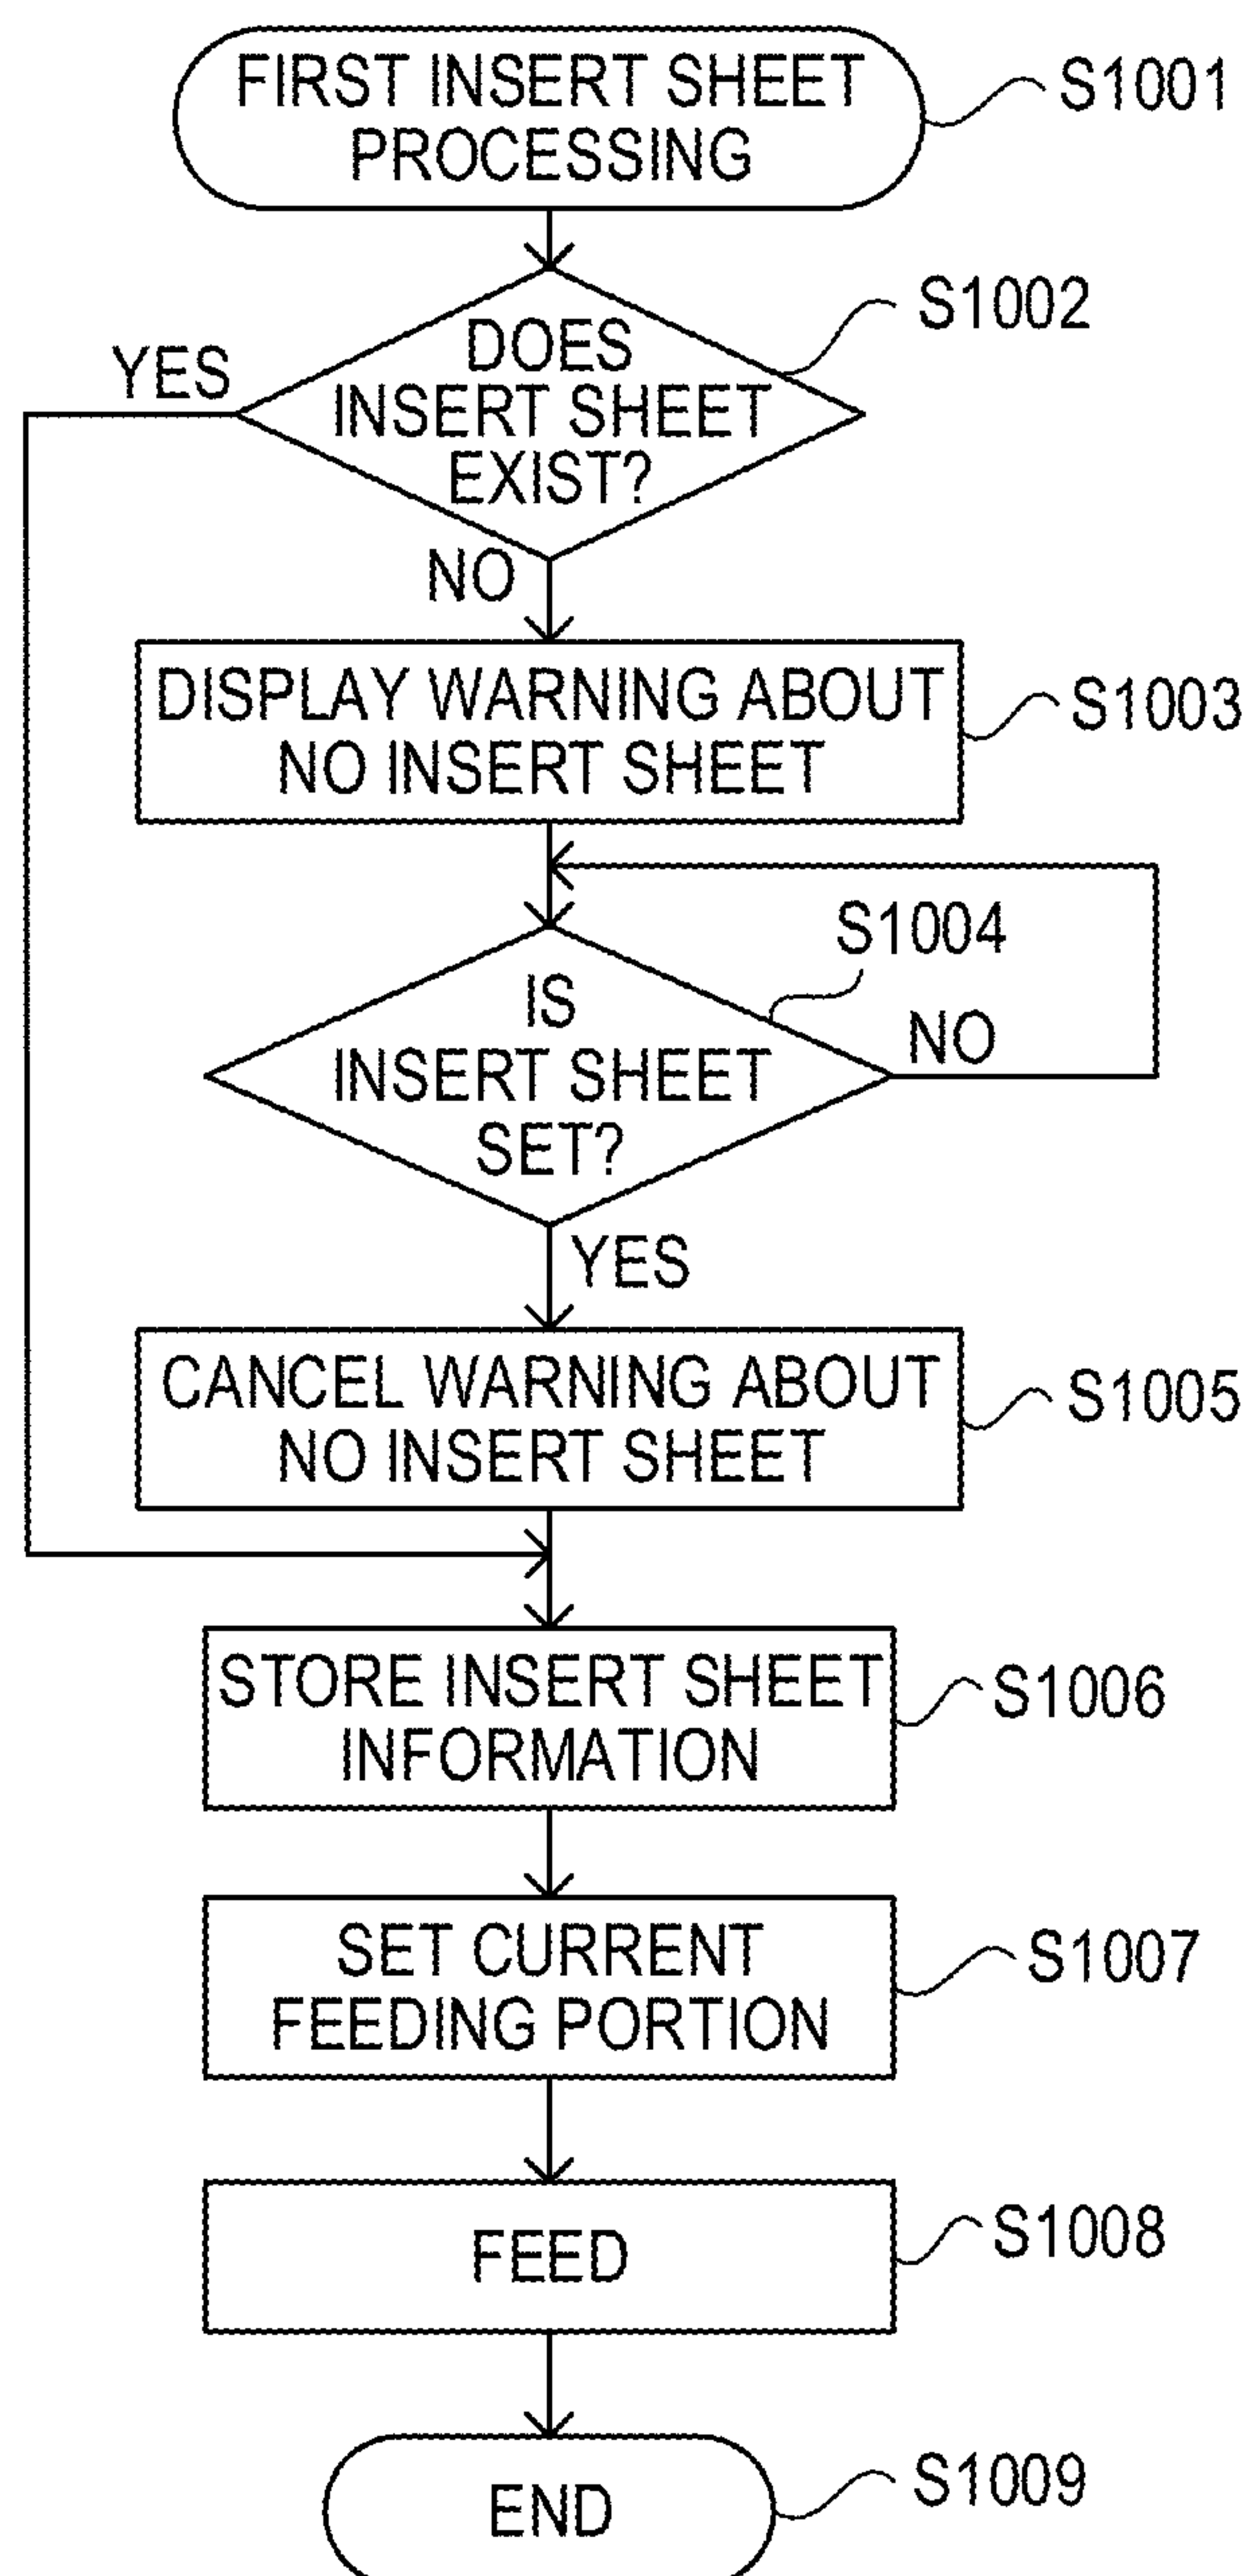 FIRST INSERT SHEET
PROCESSING
S1001
DOES
INSERT SHEET
EXIST?
S1002
YES
NO
DISPLAY WARNING ABOUT
NO INSERT SHEET
S1003
IS
INSERT SHEET
SET?
S1004
NO
YES
CANCEL WARNING ABOUT
NO INSERT SHEET
S1005
STORE INSERT SHEET
INFORMATION
S1006
SET CURRENT
FEEDING PORTION
S1007
FEED
S1008
END
S1009